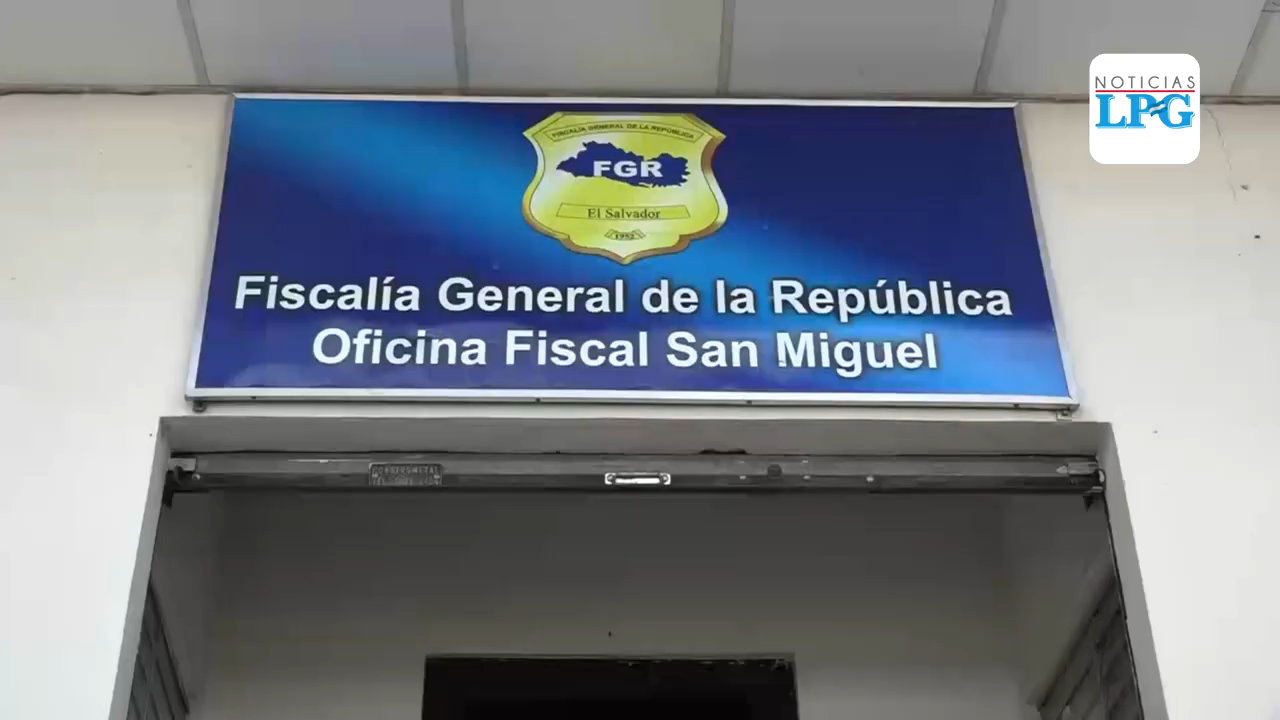 NOTICIAS
LPG
FISCALÍA GENERAL DE LA REPÚBLICA
FGR
El Salvador
1952
Fiscalía General de la República
Oficina Fiscal San Miguel